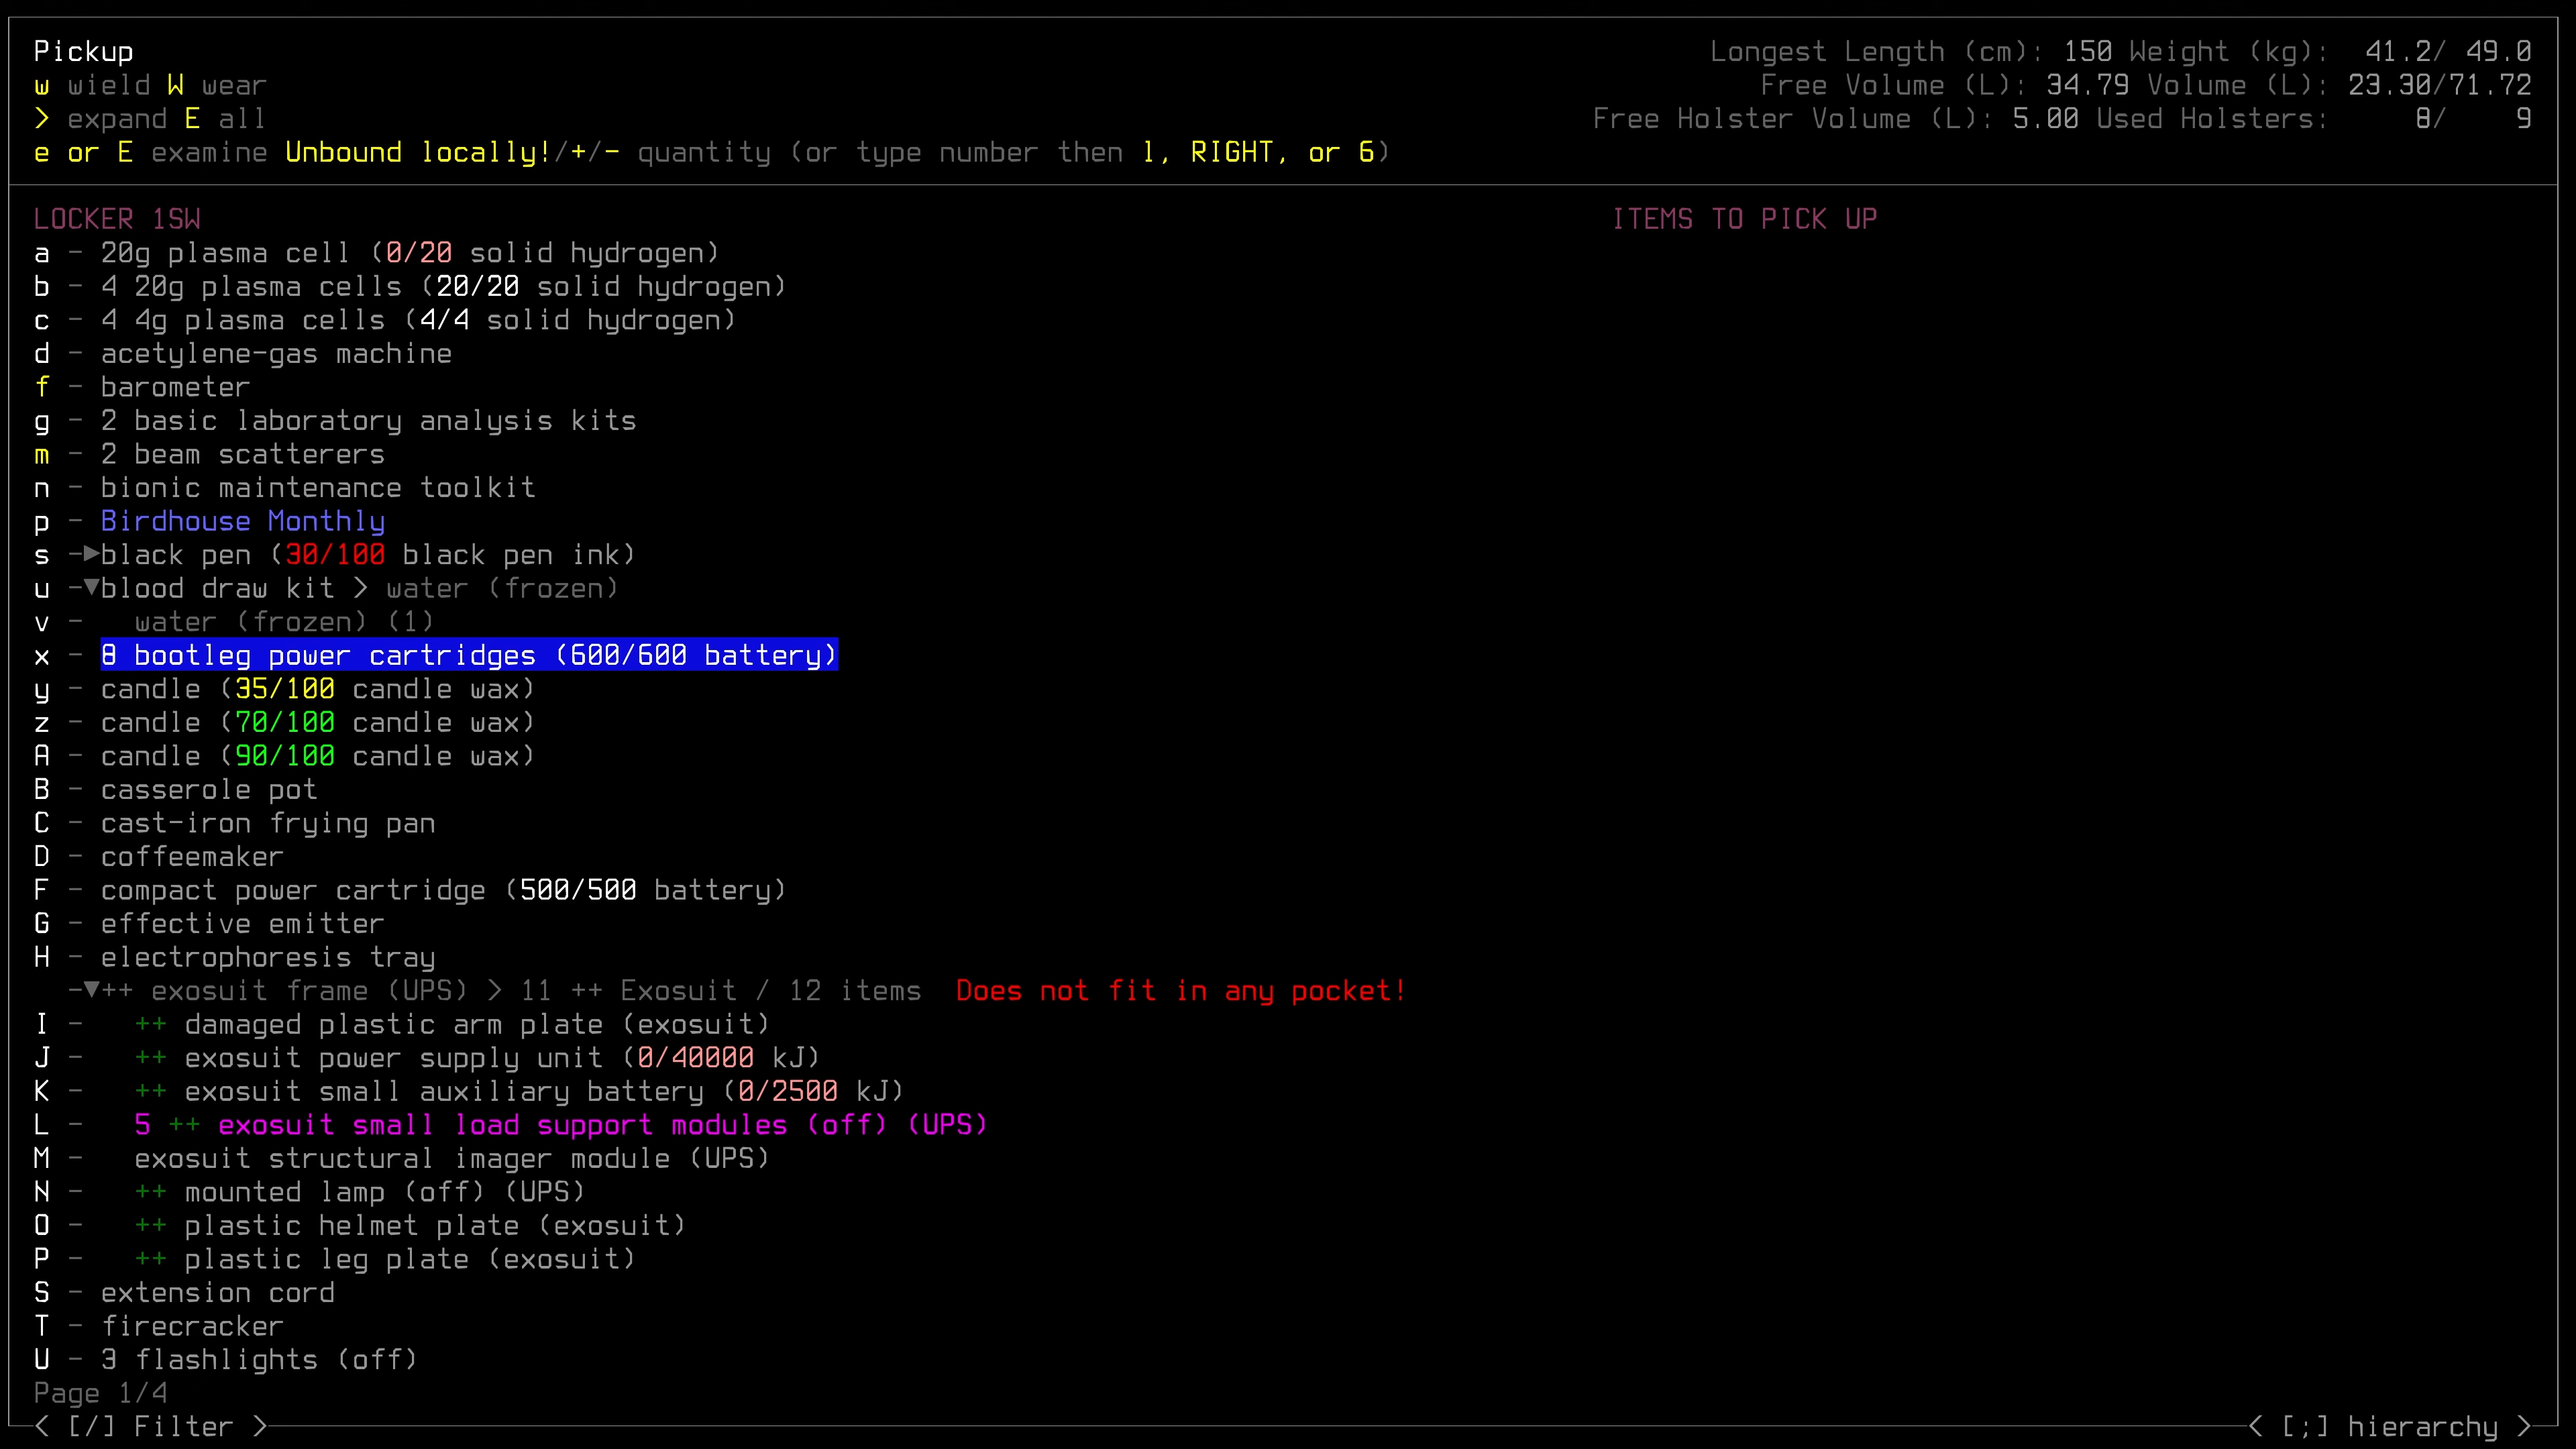 Pickup Longest Length (cm): 150 Weight (kg): 41.2/ 49.0
w wield W wear Free Volume (L): 34.79 Volume (L): 23.30/71.72
> expand E all Free Holster Volume (L): 5.00 Used Holsters: 8/ 9
e or E examine Unbound locally!/+/- quantity (or type number then l, RIGHT, or 6)
LOCKER 1SW ITEMS TO PICK UP
a - 20g plasma cell (0/20 solid hydrogen)
b - 4 20g plasma cells (20/20 solid hydrogen)
c - 4 4g plasma cells (4/4 solid hydrogen)
d - acetylene-gas machine
f - barometer
g - 2 basic laboratory analysis kits
m - 2 beam scatterers
n - bionic maintenance toolkit
p - Birdhouse Monthly
s -▶black pen (30/100 black pen ink)
u -▼blood draw kit > water (frozen)
v - water (frozen) (1)
x - 8 bootleg power cartridges (600/600 battery)
y - candle (35/100 candle wax)
z - candle (70/100 candle wax)
A - candle (90/100 candle wax)
B - casserole pot
C - cast-iron frying pan
D - coffeemaker
F - compact power cartridge (500/500 battery)
G - effective emitter
H - electrophoresis tray
-▼++ exosuit frame (UPS) > 11 ++ Exosuit / 12 items Does not fit in any pocket!
I - ++ damaged plastic arm plate (exosuit)
J - ++ exosuit power supply unit (0/40000 kJ)
K - ++ exosuit small auxiliary battery (0/2500 kJ)
L - 5 ++ exosuit small load support modules (off) (UPS)
M - exosuit structural imager module (UPS)
N - ++ mounted lamp (off) (UPS)
O - ++ plastic helmet plate (exosuit)
P - ++ plastic leg plate (exosuit)
S - extension cord
T - firecracker
U - 3 flashlights (off)
Page 1/4
< [/] Filter > < [;] hierarchy >